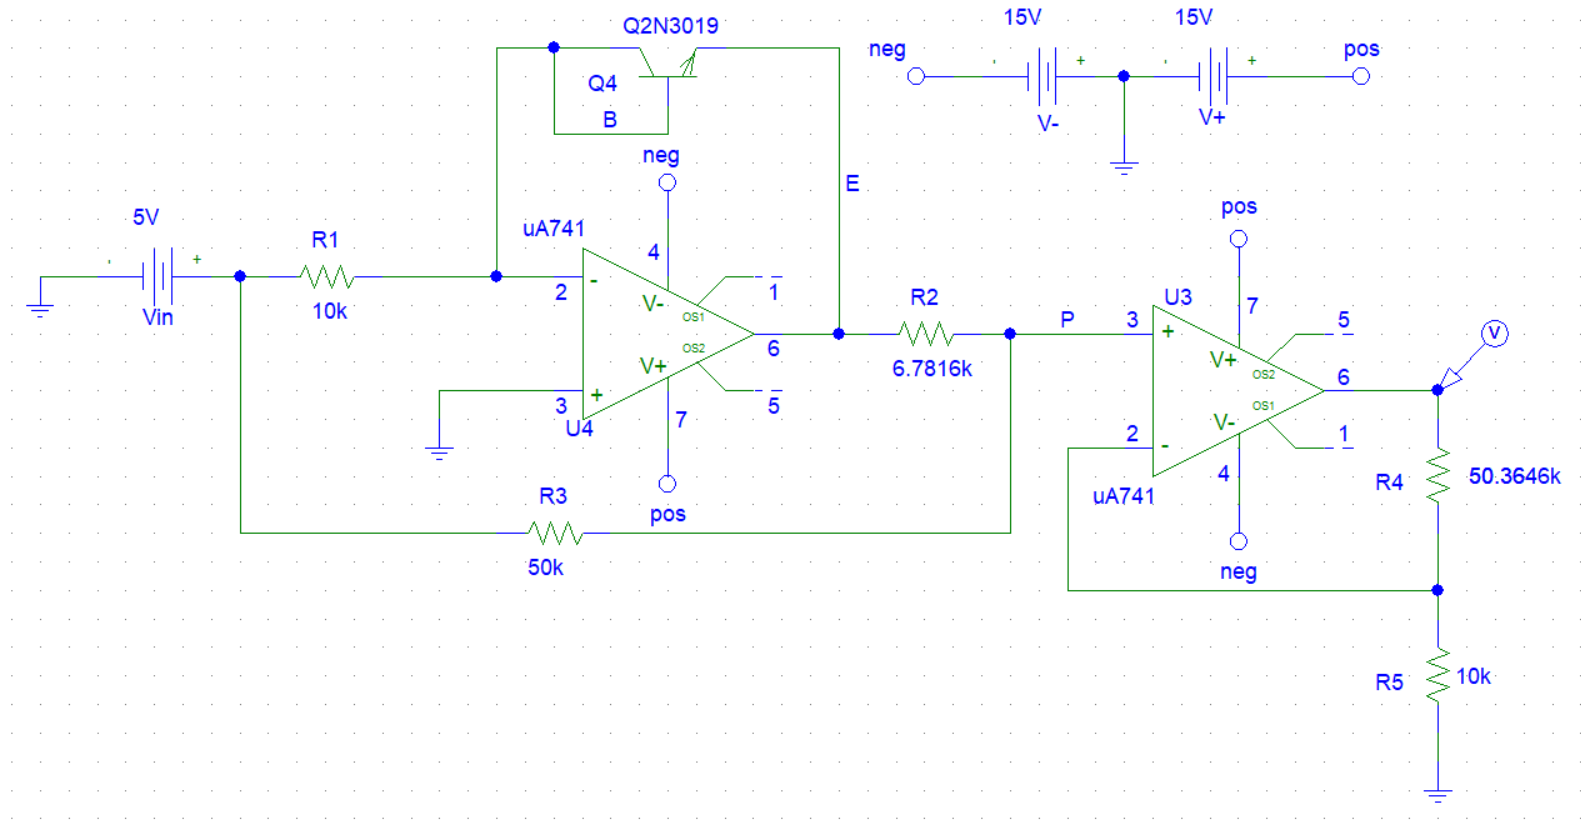 Q2N3019
Q4
B
15V
15V
neg
-
+
-
+
pos
V-
V+
neg
E
5V
-
+
Vin
R1
10k
uA741
4
-
2
V-
OS1
1
6
OS2
V+
5
+
3
U4
7
pos
R2
6.7816k
P
R3
50k
pos
U3
7
3
+
V+
OS2
5
6
OS1
V-
1
2
-
4
uA741
neg
V
R4
50.3646k
R5
10k